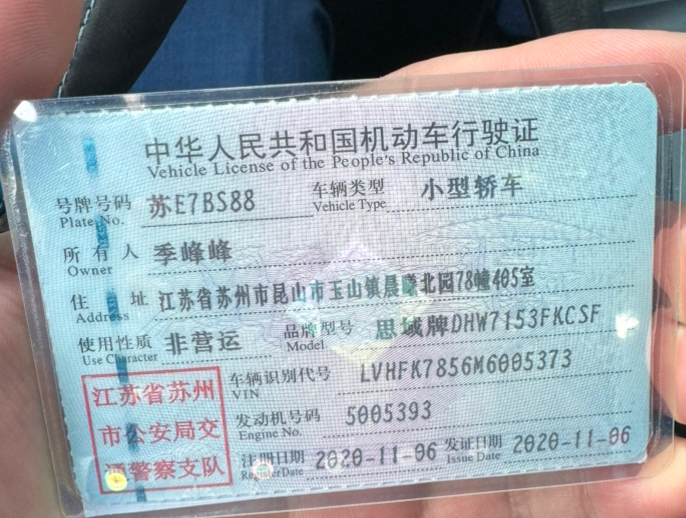 中华人民共和国机动车行驶证
Vehicle License of the People's Republic of China
号牌号码 苏E7BS88 车辆类型 小型轿车
Plate No. Vehicle Type
所有人 季峰峰
Owner
住址 江苏省苏州市昆山市玉山镇晨曦北园78幢405室
Address
使用性质 非营运 品牌型号 思域牌DHW7153FKCSF
Use Character Model
江苏省苏州 车辆识别代号 LVHFK7856M6005373
VIN
市公安局交 发动机号码 5005393
Engine No.
通警察支队 注册日期 2020-11-06 发证日期 2020-11-06
Register Date Issue Date